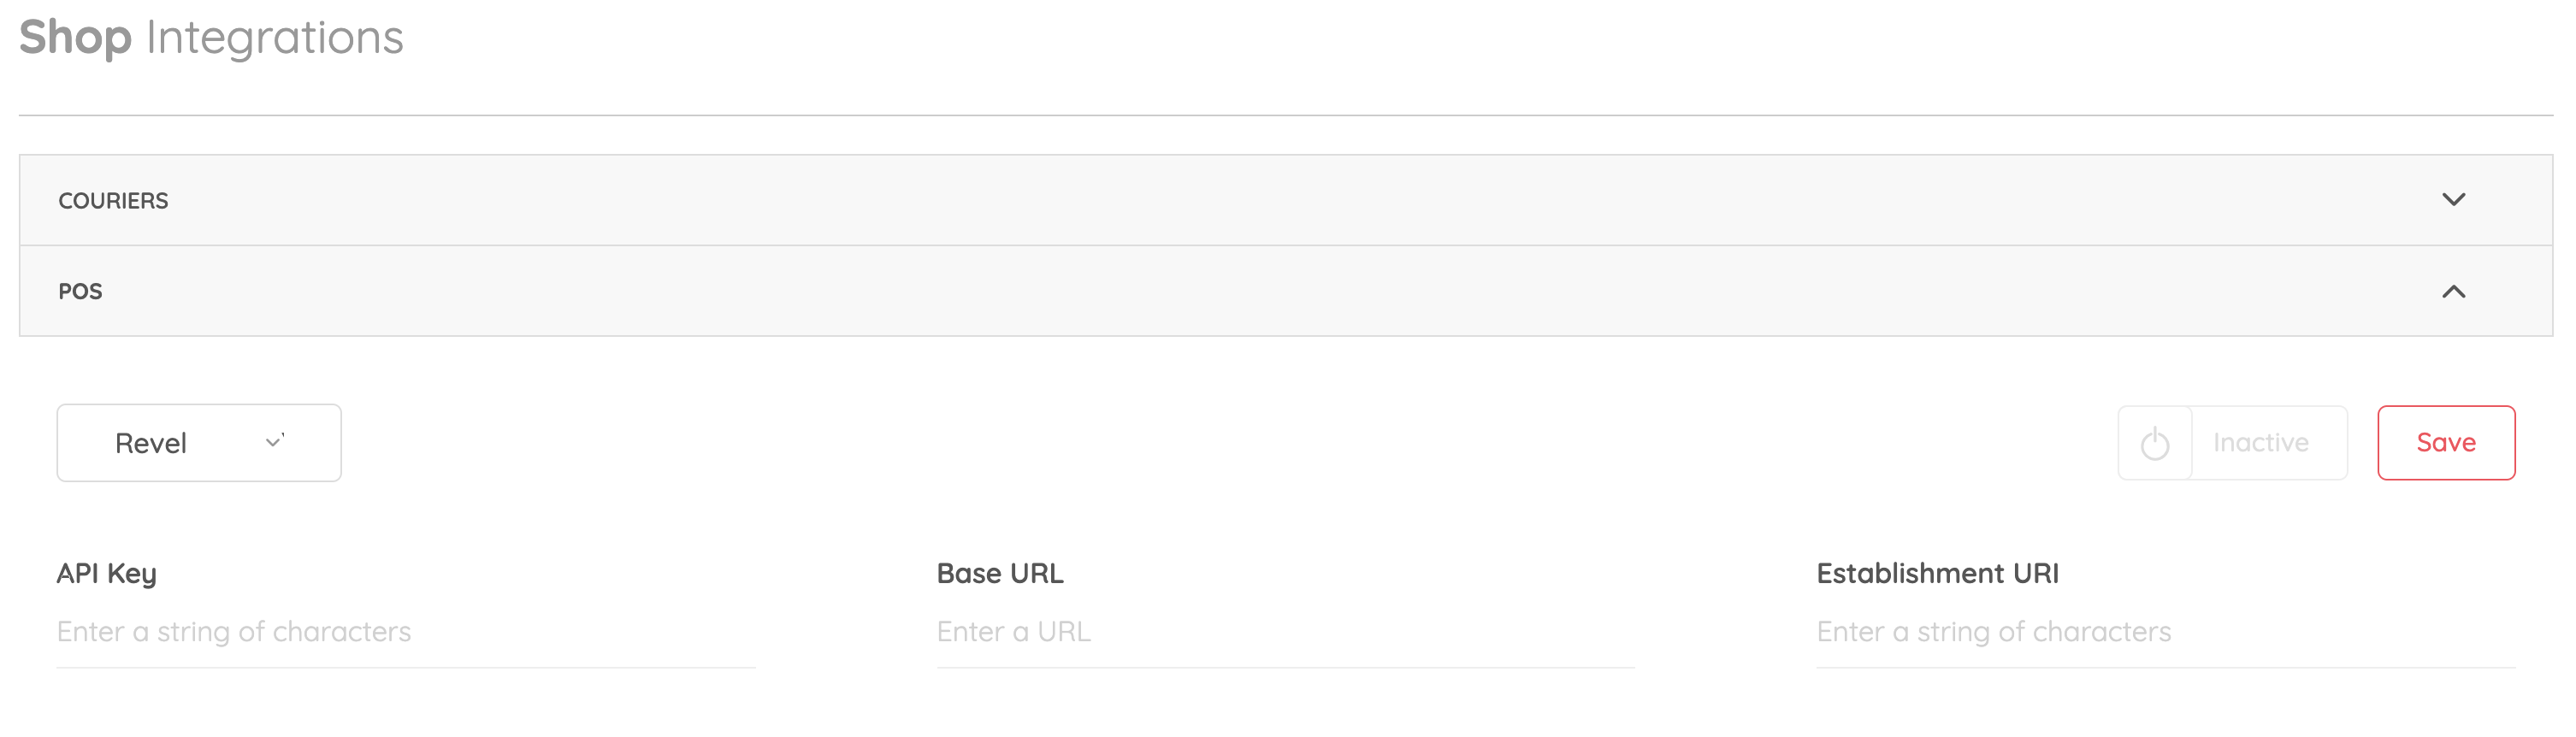 Shop Integrations
COURIERS
POS
Revel
Inactive
Save
API Key
Base URL
Establishment URI
Enter a string of characters
Enter a URL
Enter a string of characters